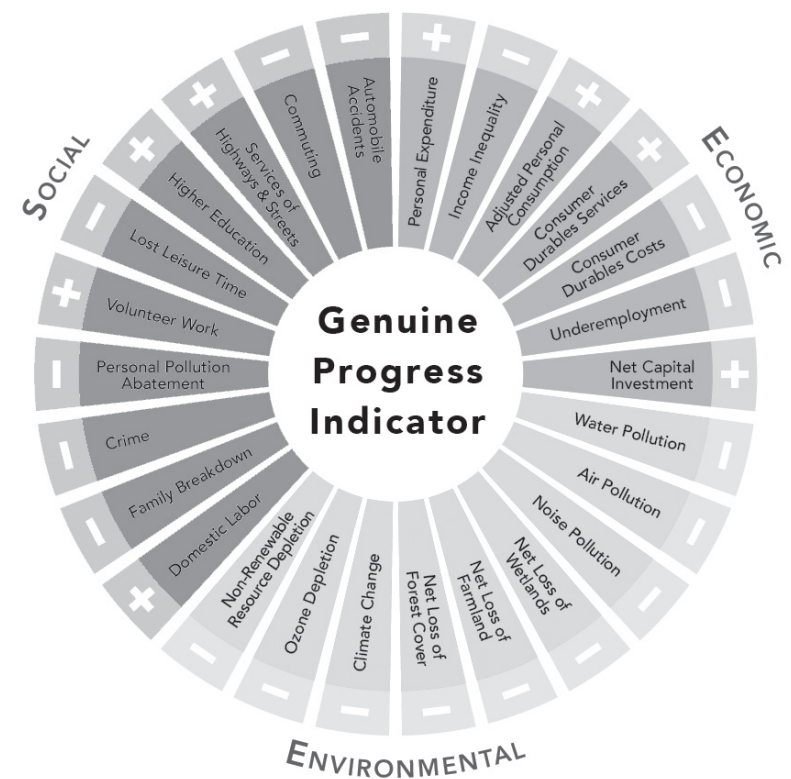 Genuine
Progress
Indicator
ECONOMIC
+
Personal Expenditure
−
Income Inequality
+
Adjusted Personal
Consumption
+
Consumer
Durables Services
−
Consumer
Durables Costs
−
Underemployment
+
Net Capital
Investment
ENVIRONMENTAL
−
Water Pollution
−
Air Pollution
−
Noise Pollution
−
Net Loss of
Wetlands
−
Net Loss of
Farmland
−
Net Loss of
Forest Cover
−
Climate Change
−
Ozone Depletion
−
Non-Renewable
Resource Depletion
SOCIAL
+
Domestic Labor
−
Family Breakdown
−
Crime
−
Personal Pollution
Abatement
+
Volunteer Work
−
Lost Leisure Time
+
Higher Education
+
Services of
Highways & Streets
−
Commuting
−
Automobile
Accidents